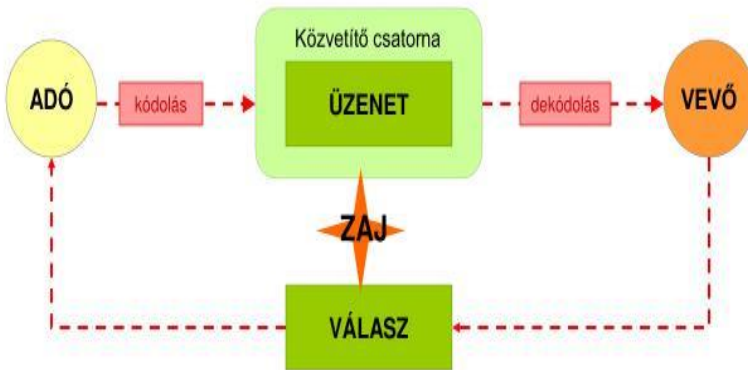 Közvetítő csatorna
ADÓ
kódolás
ÜZENET
dekódolás
VEVŐ
ZAJ
VÁLASZ